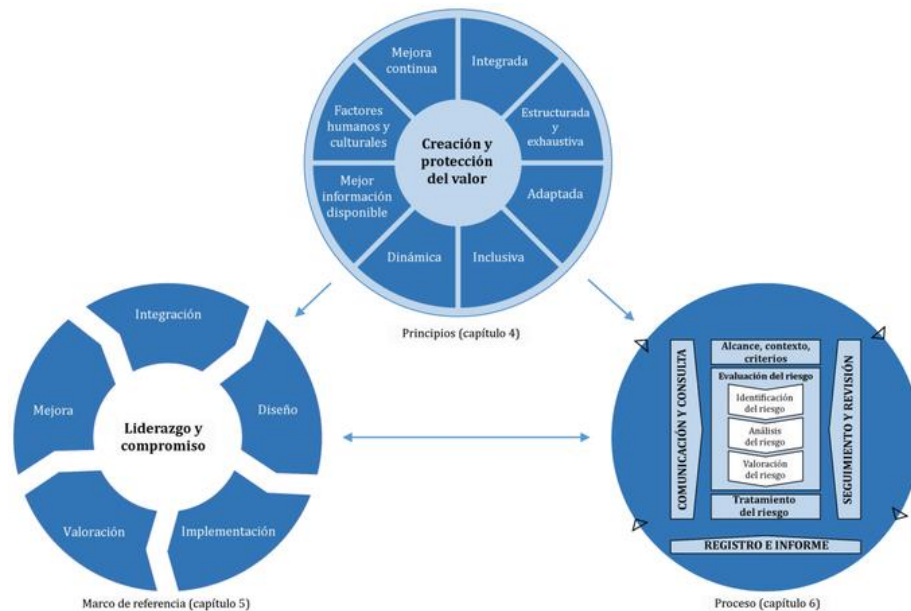 Mejora
continua
Integrada
Factores
humanos y
culturales
Estructurada
y
exhaustiva
Creación y
protección
del valor
Mejor
información
disponible
Adaptada
Dinámica
Inclusiva
Principios (capítulo 4)
Integración
Mejora
Diseño
Liderazgo y
compromiso
Valoración
Implementación
Marco de referencia (capítulo 5)
Alcance, contexto,
criterios
COMUNICACIÓN Y CONSULTA
Evaluación del riesgo
Identificación
del riesgo
Análisis
del riesgo
Valoración
del riesgo
SEGUIMIENTO Y REVISIÓN
Tratamiento
del riesgo
REGISTRO E INFORME
Proceso (capítulo 6)